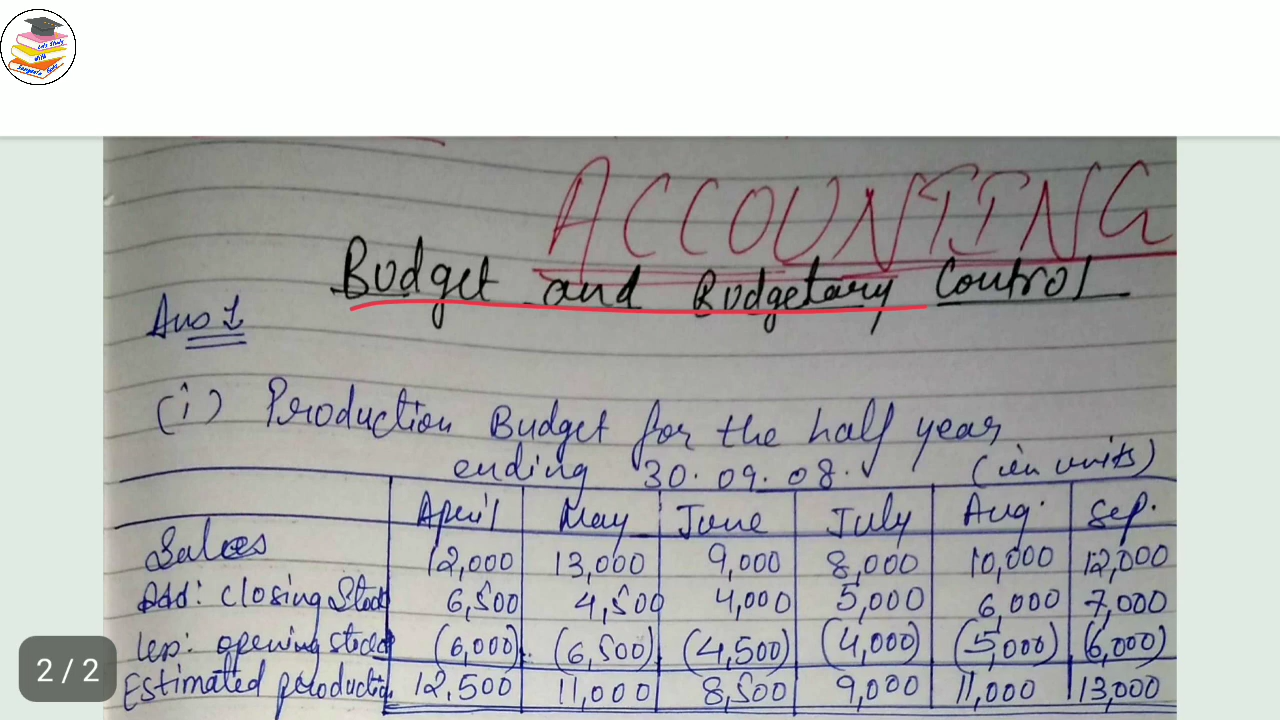 Let's Study
With
Sangeeta
ACCOUNTING
Budget and Budgetary Control
Ans 1
(i) Production Budget for the half year
ending 30.09.08. (in units)
April May June July Aug. Sep.
Sales 12,000 13,000 9,000 8,000 10,000 12,000
Add: Closing Stock 6,500 4,500 4,000 5,000 6,000 7,000
Less: opening stock (6,000) (6,500) (4,500) (4,000) (5,000) (6,000)
Estimated production 12,500 11,000 8,500 9,000 11,000 13,000
2 / 2